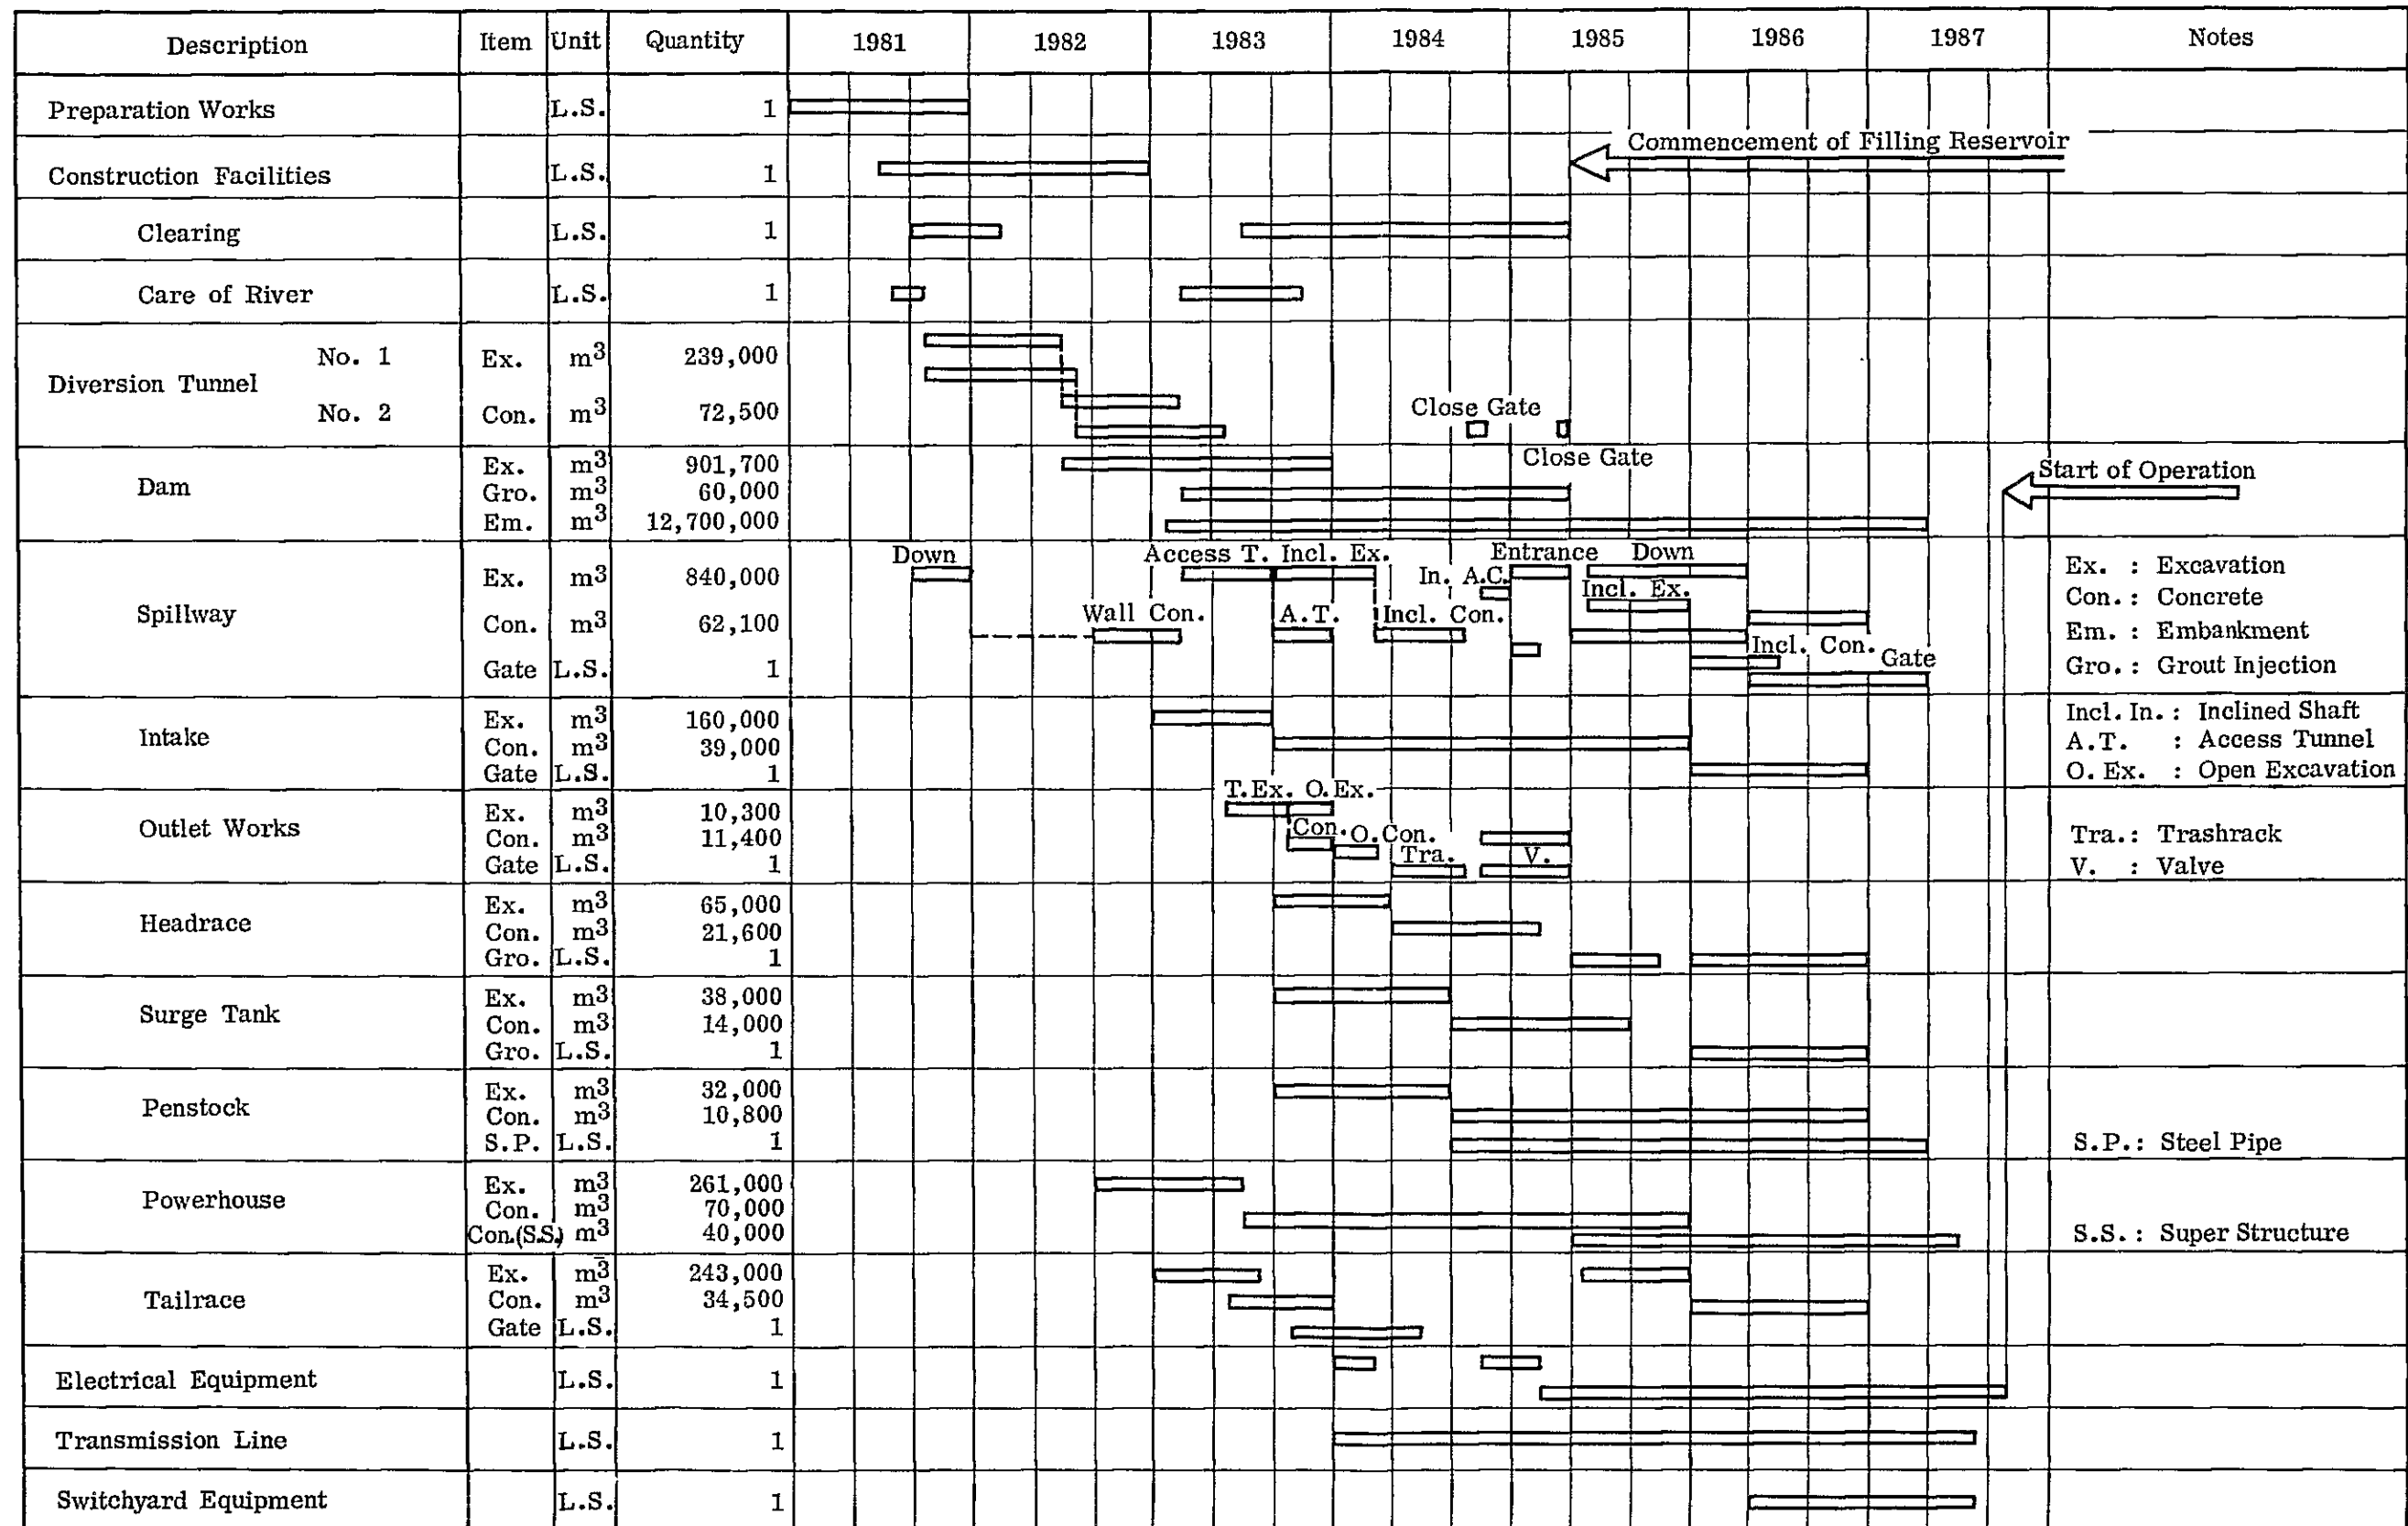 Description Item Unit Quantity 1981 1982 1983 1984 1985 1986 1987 Notes
Preparation Works L.S. 1
Commencement of Filling Reservoir
Construction Facilities L.S. 1
Clearing L.S. 1
Care of River L.S. 1
No. 1 Ex. m3 239,000
Diversion Tunnel
No. 2 Con. m3 72,500 Close Gate
Close Gate
Ex. m3 901,700
Dam Gro. m3 60,000 Start of Operation
Em. m3 12,700,000
Down Access T. Incl. Ex. Entrance Down
Ex. m3 840,000 In. A.C. Ex. : Excavation
Incl. Ex. Con. : Concrete
Spillway Con. m3 62,100 Wall Con. A.T. Incl. Con. Em. : Embankment
Incl. Con. Gate
Gate L.S. 1 Gro. : Grout Injection
Ex. m3 160,000 Incl. In. : Inclined Shaft
Intake Con. m3 39,000 A.T. : Access Tunnel
Gate L.S. 1 O. Ex. : Open Excavation
T.Ex. O.Ex.
Ex. m3 10,300
Outlet Works Con. m3 11,400 Con. O.Con. Tra.: Trashrack
Gate L.S. 1 Tra. V. V. : Valve
Ex. m3 65,000
Headrace Con. m3 21,600
Gro. L.S. 1
Ex. m3 38,000
Surge Tank Con. m3 14,000
Gro. L.S. 1
Ex. m3 32,000
Penstock Con. m3 10,800
S.P. L.S. 1 S.P.: Steel Pipe
Ex. m3 261,000
Powerhouse Con. m3 70,000
Con.(S.S.) m3 40,000 S.S. : Super Structure
Ex. m3 243,000
Tailrace Con. m3 34,500
Gate L.S. 1
Electrical Equipment L.S. 1
Transmission Line L.S. 1
Switchyard Equipment L.S. 1